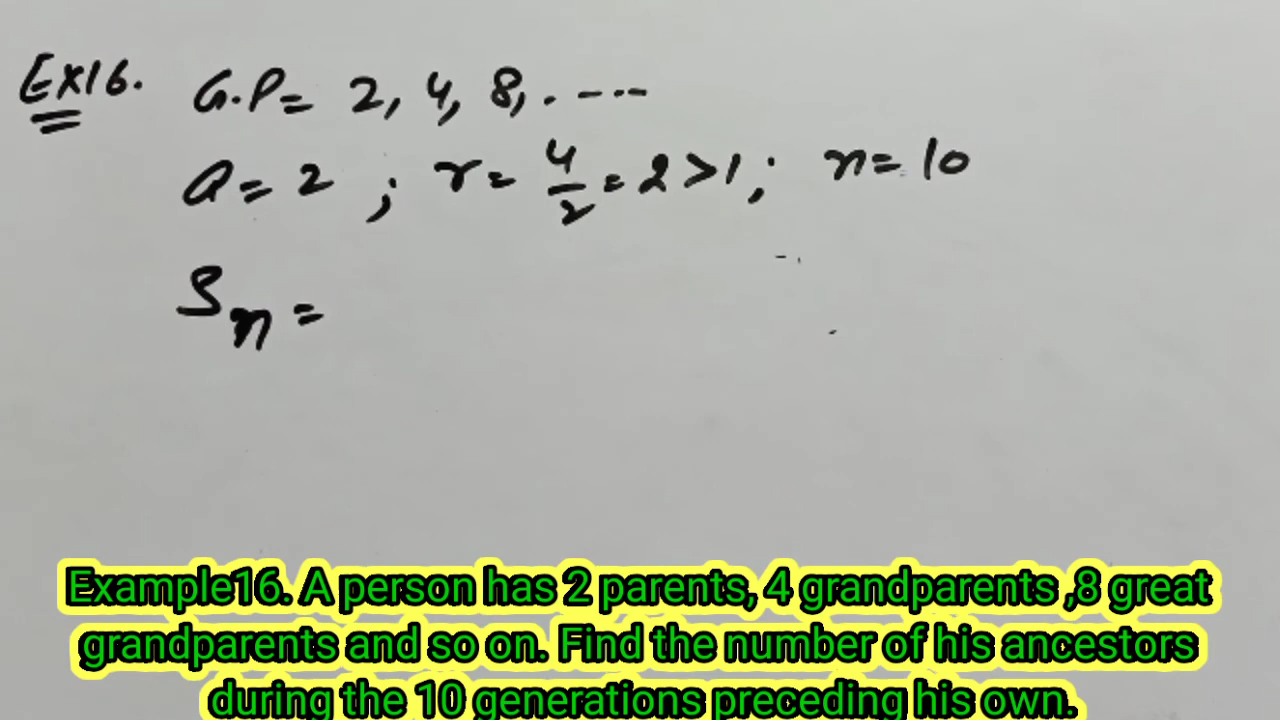 Ex16. G.P = 2, 4, 8, . ----
a = 2 ; r = 4/2 = 2 > 1 ; n = 10
Sn =
Example16. A person has 2 parents, 4 grandparents ,8 great
grandparents and so on. Find the number of his ancestors
during the 10 generations preceding his own.